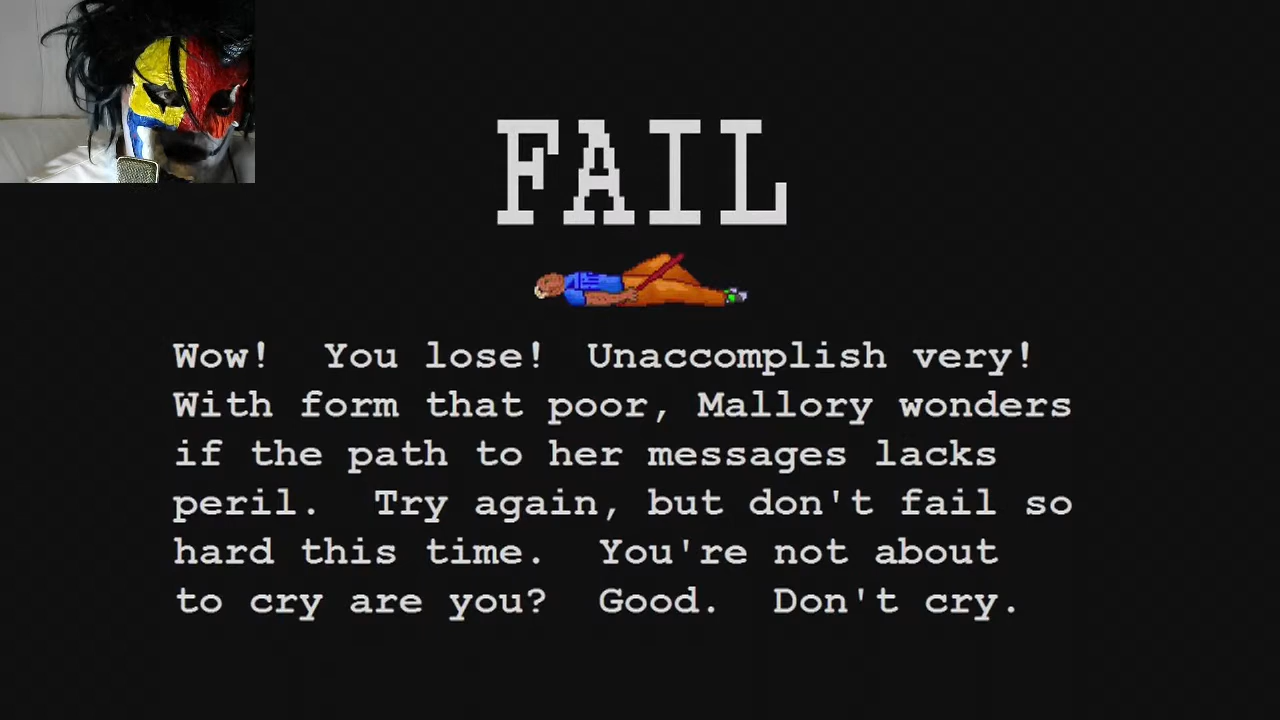 FAIL
Wow! You lose! Unaccomplish very!
With form that poor, Mallory wonders
if the path to her messages lacks
peril. Try again, but don't fail so
hard this time. You're not about
to cry are you? Good. Don't cry.